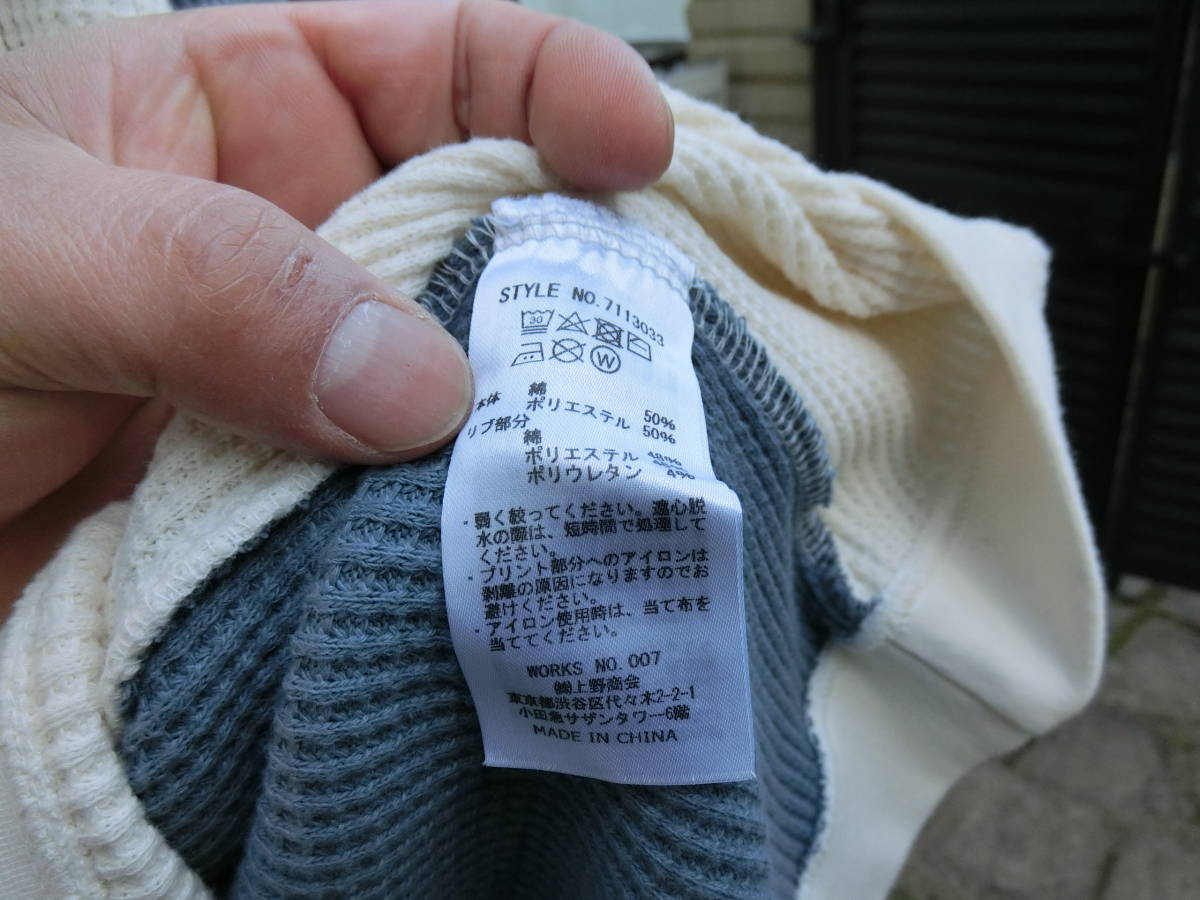 STYLE NO.7113033
30
W
本体 綿 50%
ポリエステル 50%
リブ部分
綿 48%
ポリエステル
ポリウレタン 4%
・弱く絞ってください。遠心脱
水の際は、短時間で処理して
ください。
・プリント部分へのアイロンは
剥離の原因になりますのでお
避けください。
・アイロン使用時は、当て布を
当ててください。
WORKS NO.007
㈱上野商会
東京都渋谷区代々木2-2-1
小田急サザンタワー6階
MADE IN CHINA